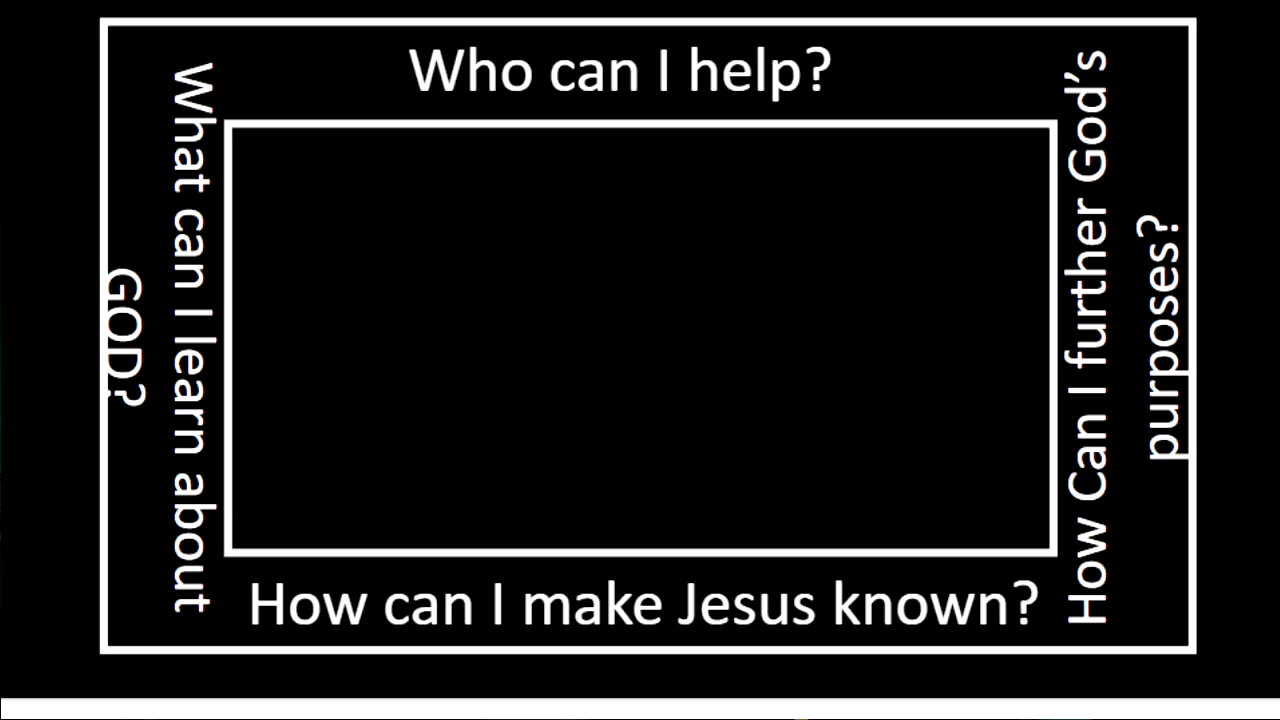 Who can I help?
What can I learn about
GOD?
How Can I further God's
purposes?
How can I make Jesus known?